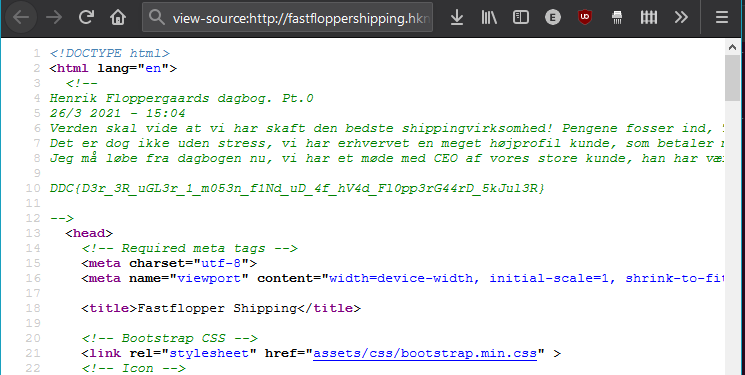 view-source:http://fastfloppershipping.hkn
1 <!DOCTYPE html>
2 <html lang="en">
3 <!--
4 Henrik Floppergaards dagbog. Pt.0
5 26/3 2021 - 15:04
6 Verden skal vide at vi har skaft den bedste shippingvirksomhed! Pengene fosser ind,
7 Det er dog ikke uden stress, vi har erhvervet en meget højprofil kunde, som betaler
8 Jeg må løbe fra dagbogen nu, vi har et møde med CEO af vores store kunde, han har vær
9
10 DDC{D3r_3R_uGL3r_1_m053n_f1Nd_uD_4f_hV4d_Fl0pp3rG44rD_5kJul3R}
11
12 -->
13 <head>
14 <!-- Required meta tags -->
15 <meta charset="utf-8">
16 <meta name="viewport" content="width=device-width, initial-scale=1, shrink-to-fit
17
18 <title>Fastflopper Shipping</title>
19
20 <!-- Bootstrap CSS -->
21 <link rel="stylesheet" href="assets/css/bootstrap.min.css" >
22 <!-- Icon -->